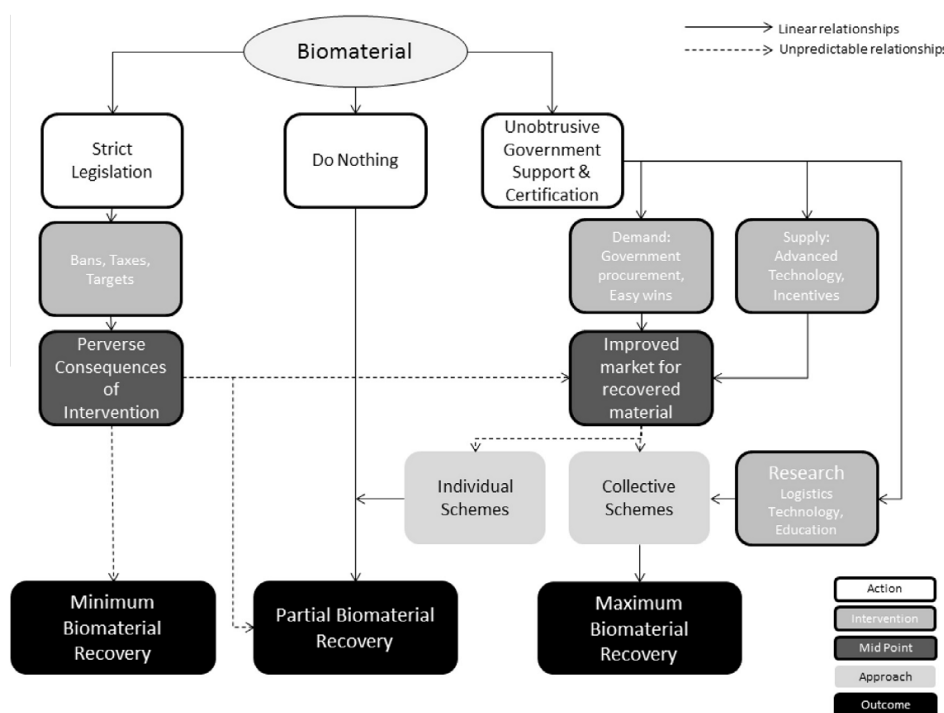 Biomaterial
Linear relationships
Unpredictable relationships
Strict
Legislation
Do Nothing
Unobtrusive
Government
Support &
Certification
Bans, Taxes,
Targets
Demand:
Government
procurement,
Easy wins
Supply:
Advanced
Technology,
Incentives
Perverse
Consequences
of
Intervention
Improved
market for
recovered
material
Individual
Schemes
Collective
Schemes
Research
Logistics
Technology,
Education
Minimum
Biomaterial
Recovery
Partial Biomaterial
Recovery
Maximum
Biomaterial
Recovery
Action
Intervention
Mid Point
Approach
Outcome